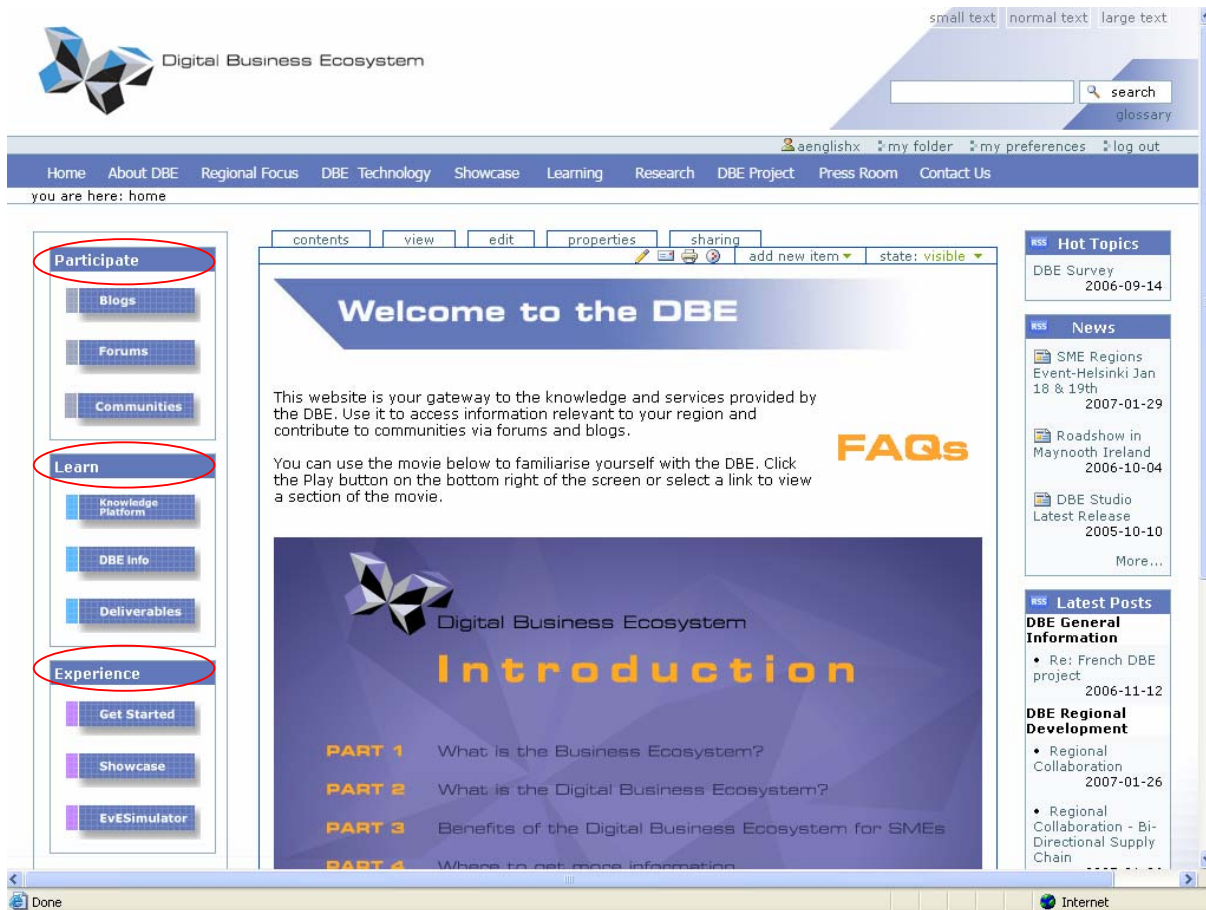 small text normal text large text
Digital Business Ecosystem
search
glossary
aenglishx my folder my preferences log out
Home About DBE Regional Focus DBE Technology Showcase Learning Research DBE Project Press Room Contact Us
you are here: home
Participate
Blogs
Forums
Communities
Learn
Knowledge
Platform
DBE Info
Deliverables
Experience
Get Started
Showcase
EvESimulator
contents view edit properties sharing
add new item state: visible
Welcome to the DBE
This website is your gateway to the knowledge and services provided by
the DBE. Use it to access information relevant to your region and
contribute to communities via forums and blogs.
FAQs
You can use the movie below to familiarise yourself with the DBE. Click
the Play button on the bottom right of the screen or select a link to view
a section of the movie.
Digital Business Ecosystem
Introduction
PART 1 What is the Business Ecosystem?
PART 2 What is the Digital Business Ecosystem?
PART 3 Benefits of the Digital Business Ecosystem for SMEs
PART 4 Where to get more information
RSS Hot Topics
DBE Survey
2006-09-14
RSS News
SME Regions
Event-Helsinki Jan
18 & 19th
2007-01-29
Roadshow in
Maynooth Ireland
2006-10-04
DBE Studio
Latest Release
2005-10-10
More...
RSS Latest Posts
DBE General
Information
• Re: French DBE
project
2006-11-12
DBE Regional
Development
• Regional
Collaboration
2007-01-26
• Regional
Collaboration - Bi-
Directional Supply
Chain
Done
Internet